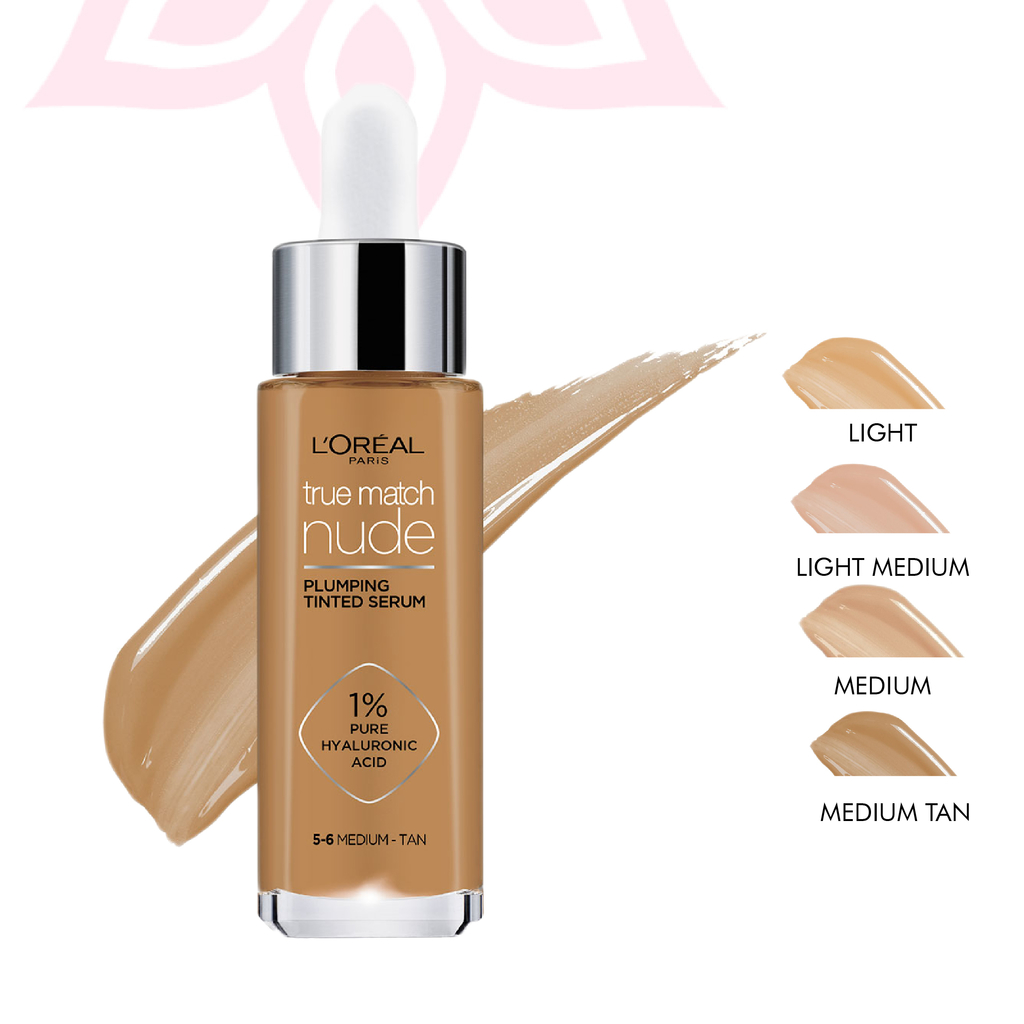 L'ORÉAL
PARIS
true match
nude
PLUMPING
TINTED SERUM
1%
PURE
HYALURONIC
ACID
5-6 MEDIUM - TAN
LIGHT
LIGHT MEDIUM
MEDIUM
MEDIUM TAN